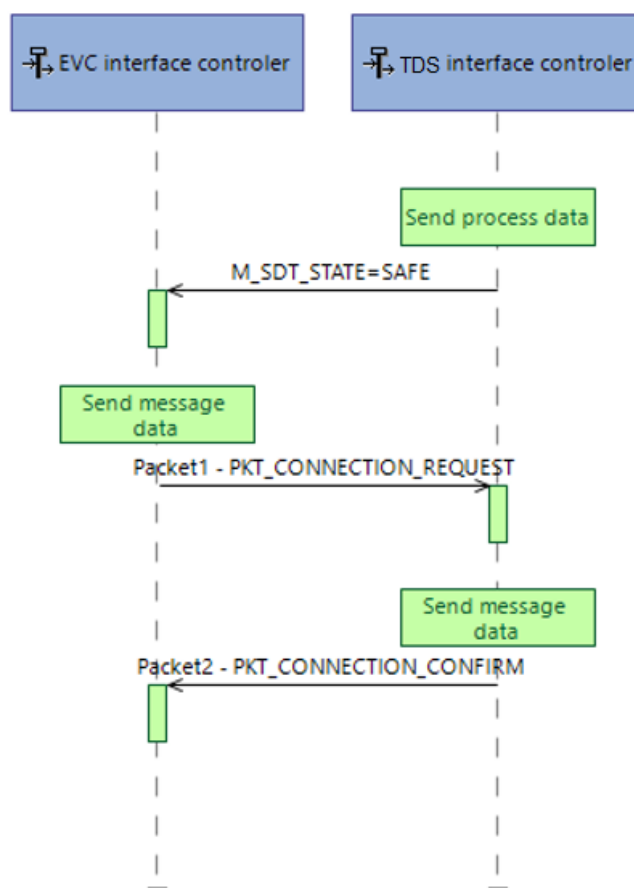 EVC interface controler
TDS interface controler
Send process data
M_SDT_STATE=SAFE
Send message
data
Packet1 - PKT_CONNECTION_REQUEST
Send message
data
Packet2 - PKT_CONNECTION_CONFIRM